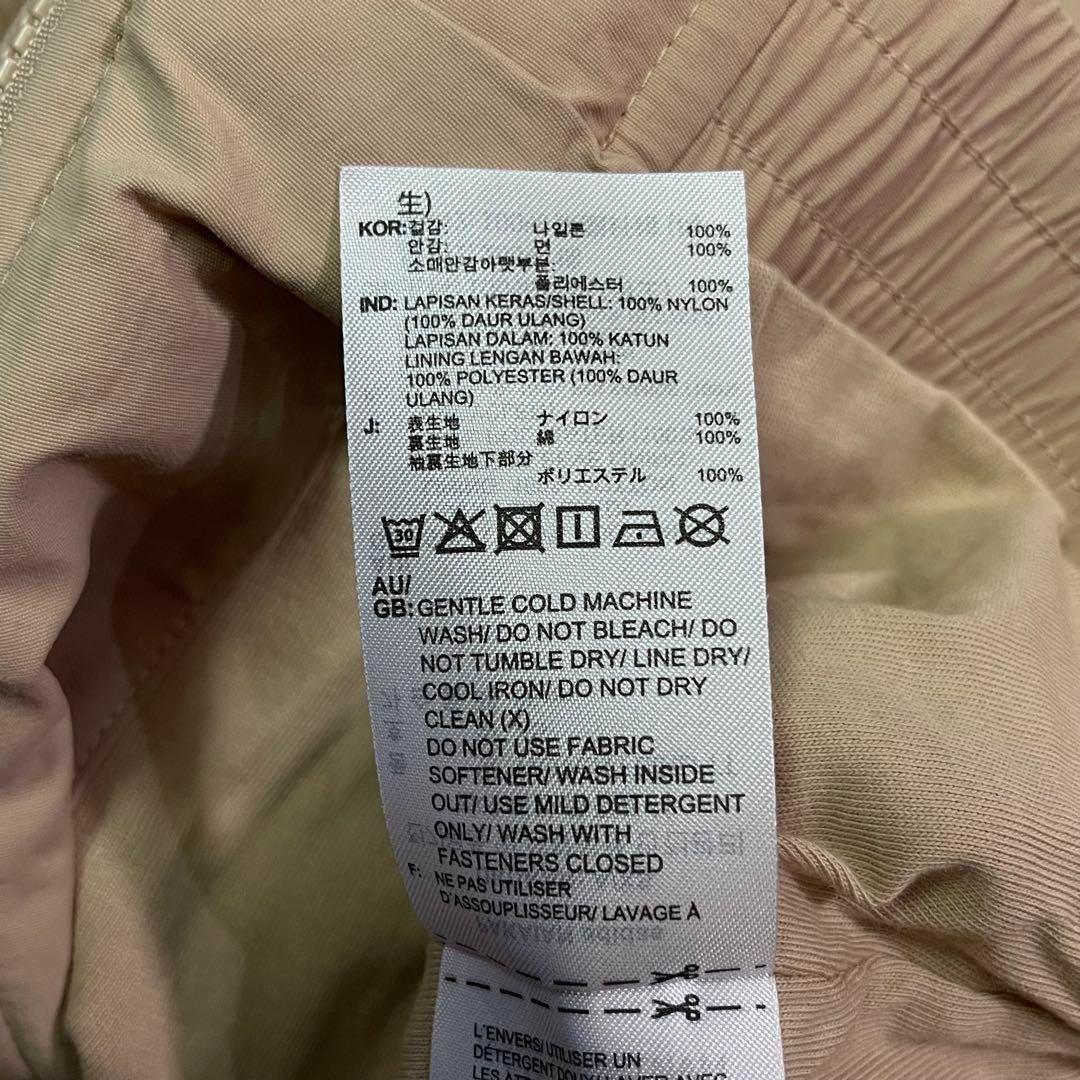 生)
KOR: 겉감: 나일론 100%
안감: 면 100%
소매안감아랫부분:
폴리에스터 100%
IND: LAPISAN KERAS/SHELL: 100% NYLON
(100% DAUR ULANG)
LAPISAN DALAM: 100% KATUN
LINING LENGAN BAWAH:
100% POLYESTER (100% DAUR
ULANG)
J: 表生地 ナイロン 100%
裏生地 綿 100%
袖裏生地下部分
ポリエステル 100%
30
AU/
GB: GENTLE COLD MACHINE
WASH/ DO NOT BLEACH/ DO
NOT TUMBLE DRY/ LINE DRY/
COOL IRON/ DO NOT DRY
CLEAN (X)
DO NOT USE FABRIC
SOFTENER/ WASH INSIDE
OUT/ USE MILD DETERGENT
ONLY/ WASH WITH
FASTENERS CLOSED
F: NE PAS UTILISER
D'ASSOUPLISSEUR/ LAVAGE À
L'ENVERS/ UTILISER UN
DÉTERGENT DOUX/ LAVER AVEC